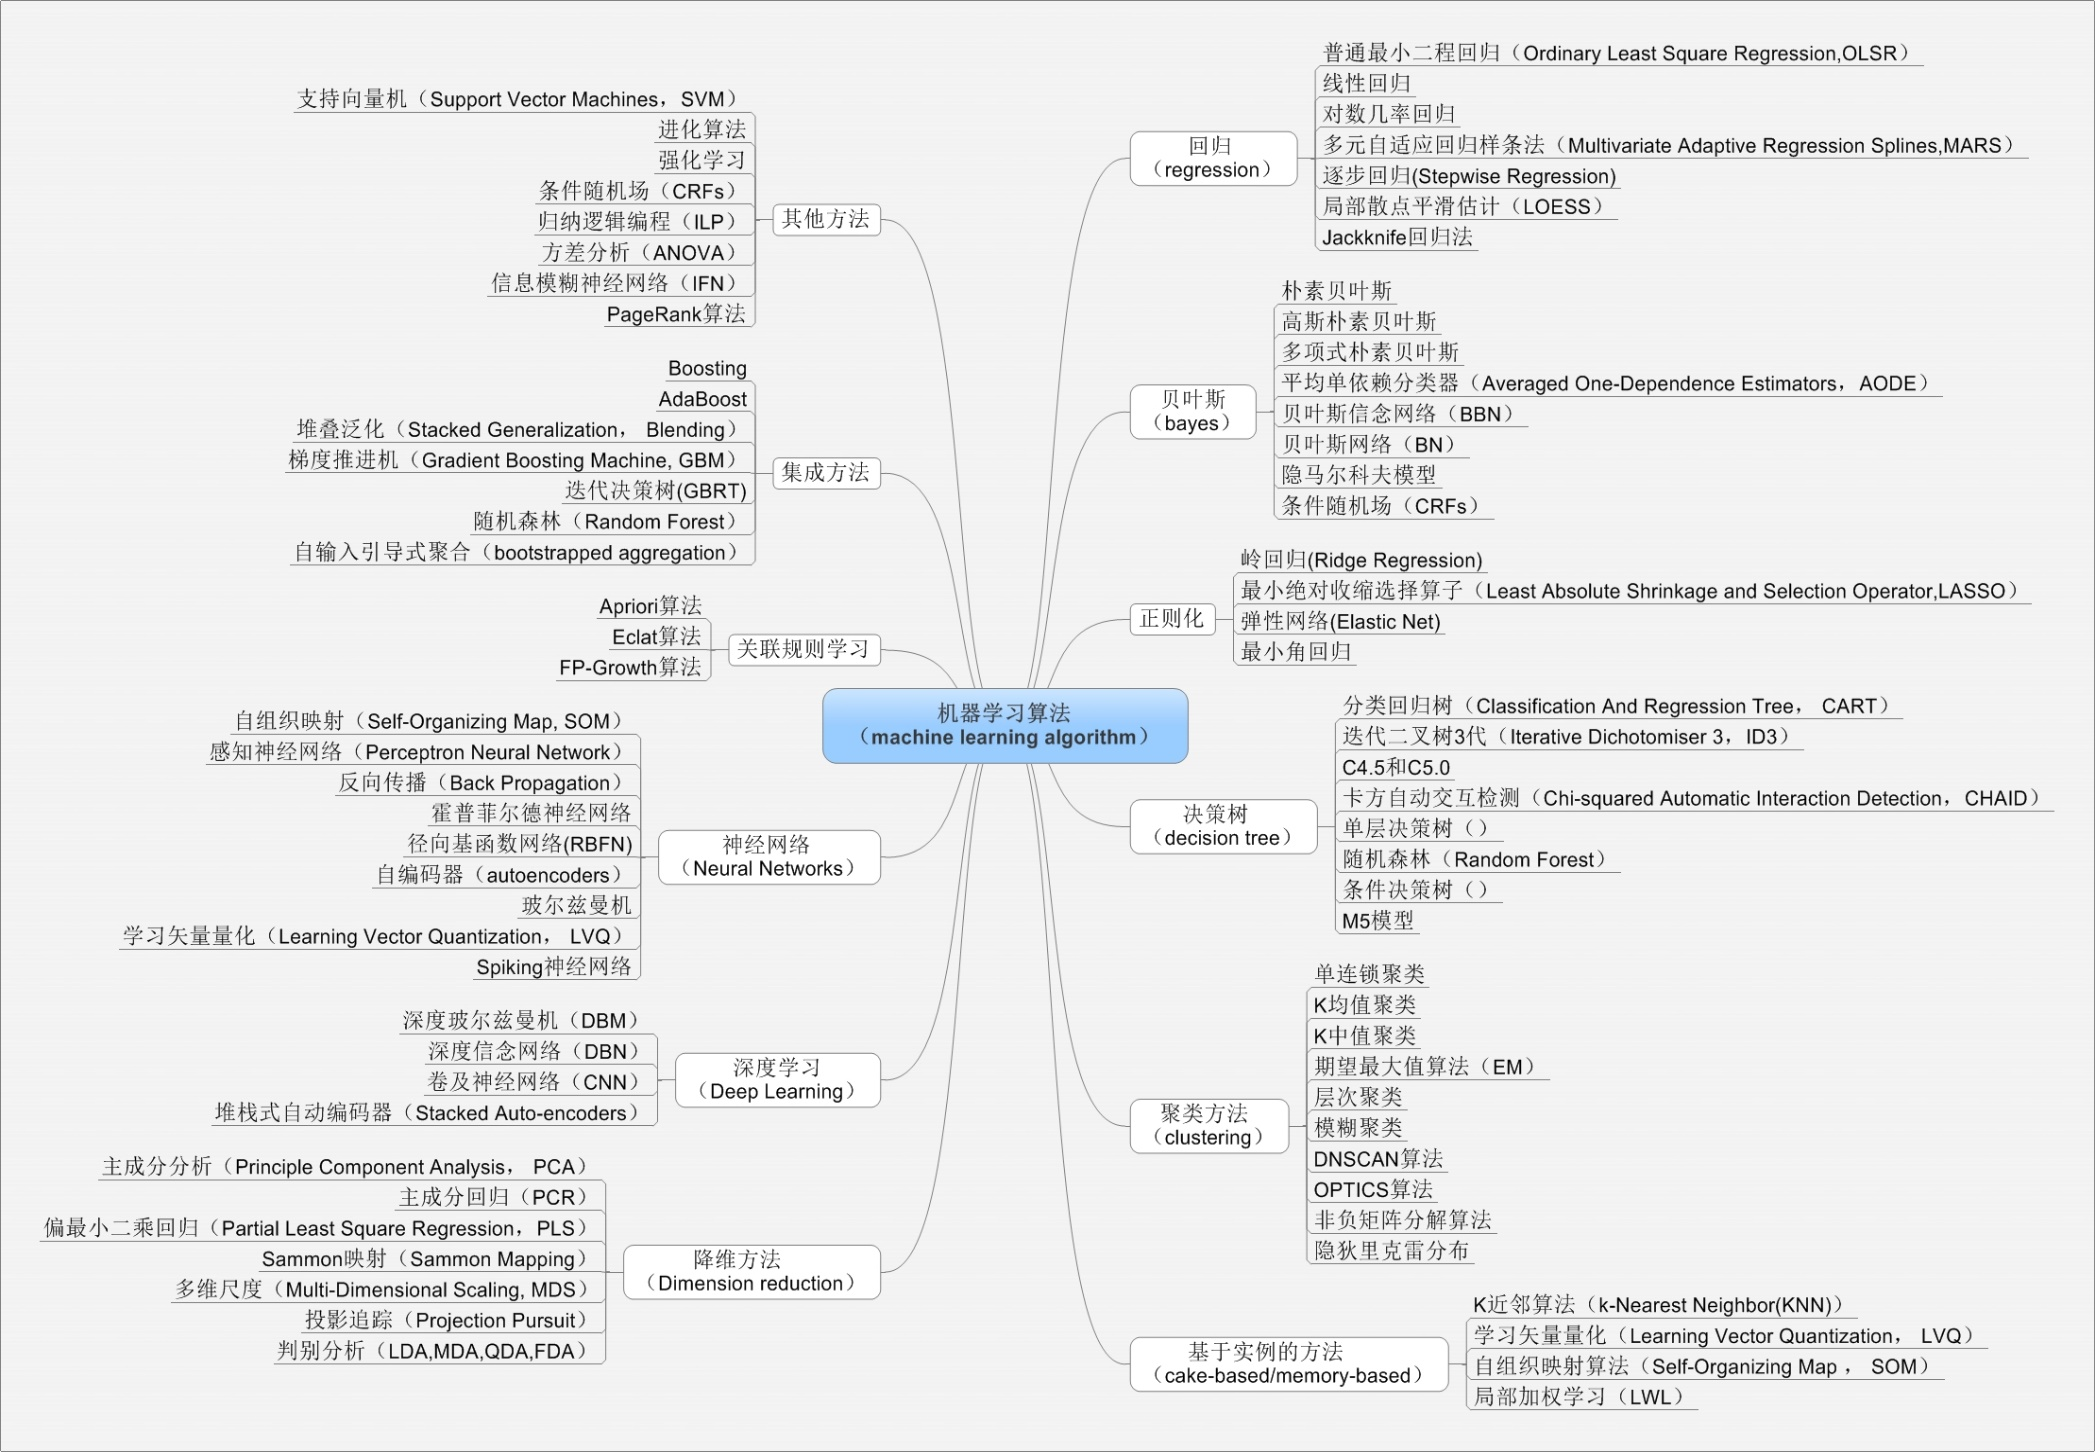 机器学习算法
（machine learning algorithm）
回归
（regression）
普通最小二程回归（Ordinary Least Square Regression,OLSR）
线性回归
对数几率回归
多元自适应回归样条法（Multivariate Adaptive Regression Splines,MARS）
逐步回归(Stepwise Regression)
局部散点平滑估计（LOESS）
Jackknife回归法
贝叶斯
（bayes）
朴素贝叶斯
高斯朴素贝叶斯
多项式朴素贝叶斯
平均单依赖分类器（Averaged One-Dependence Estimators，AODE）
贝叶斯信念网络（BBN）
贝叶斯网络（BN）
隐马尔科夫模型
条件随机场（CRFs）
正则化
岭回归(Ridge Regression)
最小绝对收缩选择算子（Least Absolute Shrinkage and Selection Operator,LASSO）
弹性网络(Elastic Net)
最小角回归
决策树
（decision tree）
分类回归树（Classification And Regression Tree， CART）
迭代二叉树3代（Iterative Dichotomiser 3，ID3）
C4.5和C5.0
卡方自动交互检测（Chi-squared Automatic Interaction Detection，CHAID）
单层决策树（）
随机森林（Random Forest）
条件决策树（）
M5模型
聚类方法
（clustering）
单连锁聚类
K均值聚类
K中值聚类
期望最大值算法（EM）
层次聚类
模糊聚类
DNSCAN算法
OPTICS算法
非负矩阵分解算法
隐狄里克雷分布
基于实例的方法
（cake-based/memory-based）
K近邻算法（k-Nearest Neighbor(KNN)）
学习矢量量化（Learning Vector Quantization， LVQ）
自组织映射算法（Self-Organizing Map ， SOM）
局部加权学习（LWL）
其他方法
支持向量机（Support Vector Machines，SVM）
进化算法
强化学习
条件随机场（CRFs）
归纳逻辑编程（ILP）
方差分析（ANOVA）
信息模糊神经网络（IFN）
PageRank算法
集成方法
Boosting
AdaBoost
堆叠泛化（Stacked Generalization， Blending）
梯度推进机（Gradient Boosting Machine, GBM）
迭代决策树(GBRT)
随机森林（Random Forest）
自输入引导式聚合（bootstrapped aggregation）
关联规则学习
Apriori算法
Eclat算法
FP-Growth算法
神经网络
（Neural Networks）
自组织映射（Self-Organizing Map, SOM）
感知神经网络（Perceptron Neural Network）
反向传播（Back Propagation）
霍普菲尔德神经网络
径向基函数网络(RBFN)
自编码器（autoencoders）
玻尔兹曼机
学习矢量量化（Learning Vector Quantization， LVQ）
Spiking神经网络
深度学习
（Deep Learning）
深度玻尔兹曼机（DBM）
深度信念网络（DBN）
卷及神经网络（CNN）
堆栈式自动编码器（Stacked Auto-encoders）
降维方法
（Dimension reduction）
主成分分析（Principle Component Analysis， PCA）
主成分回归（PCR）
偏最小二乘回归（Partial Least Square Regression，PLS）
Sammon映射（Sammon Mapping）
多维尺度（Multi-Dimensional Scaling, MDS）
投影追踪（Projection Pursuit）
判别分析（LDA,MDA,QDA,FDA）